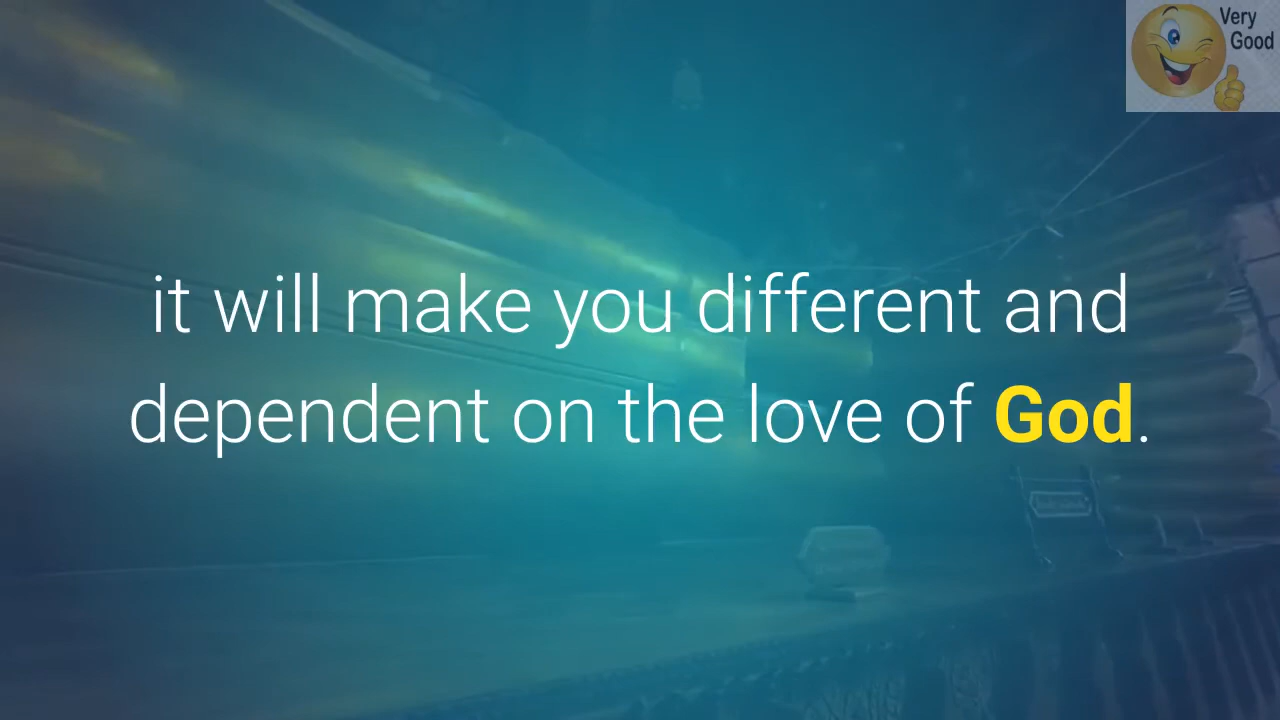 Very
Good
it will make you different and
dependent on the love of God.